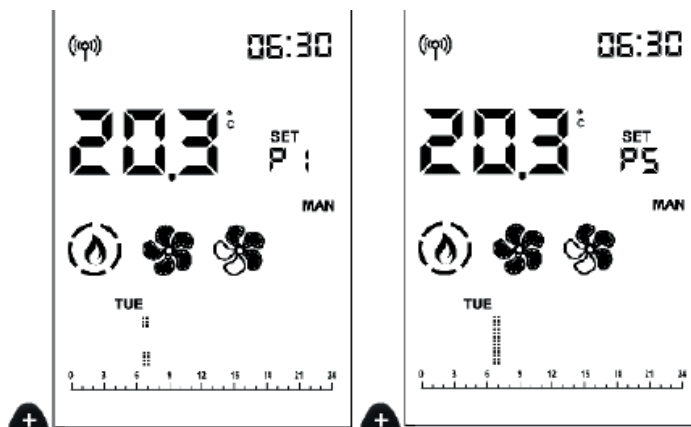 06:30
20.3 °C
SET
P1
MAN
TUE
0 3 6 9 12 15 18 21 24
+
06:30
20.3 °C
SET
P5
MAN
TUE
0 3 6 9 12 15 18 21 24
+